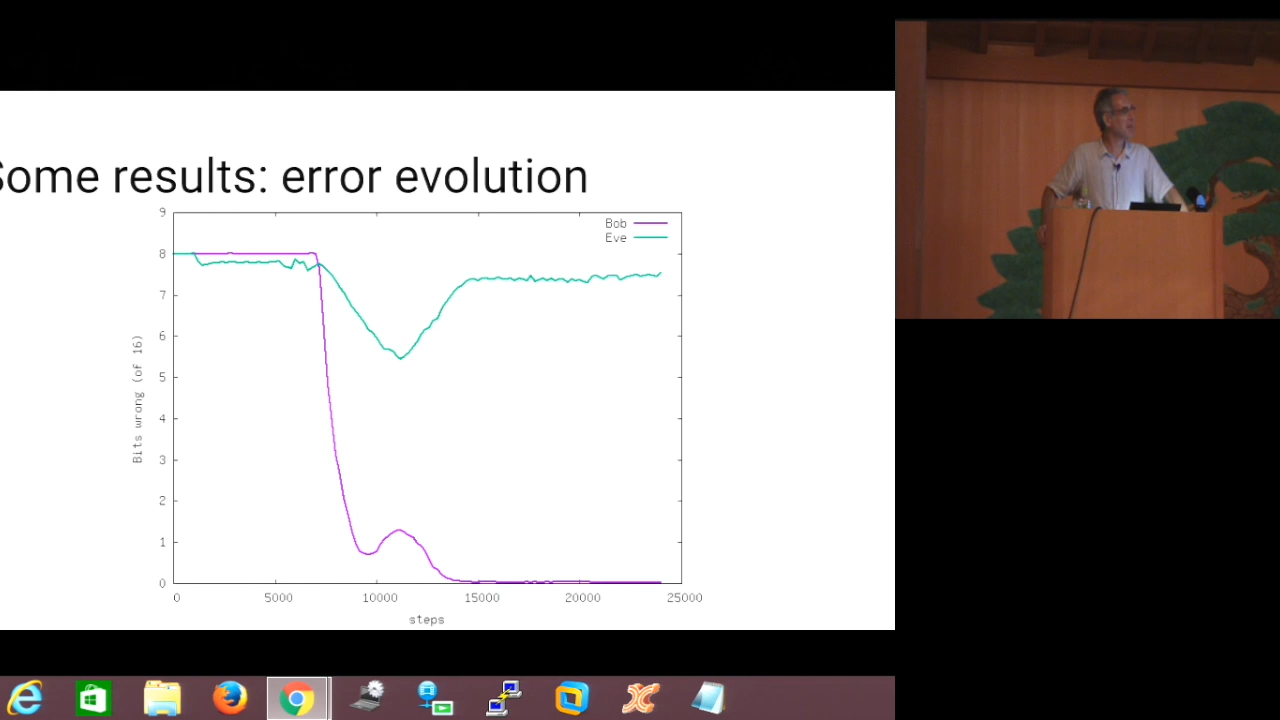 Some results: error evolution
9
Bob
Eve
8
7
6
5
4
3
2
1
0
Bits wrong (of 16)
0 5000 10000 15000 20000 25000
steps